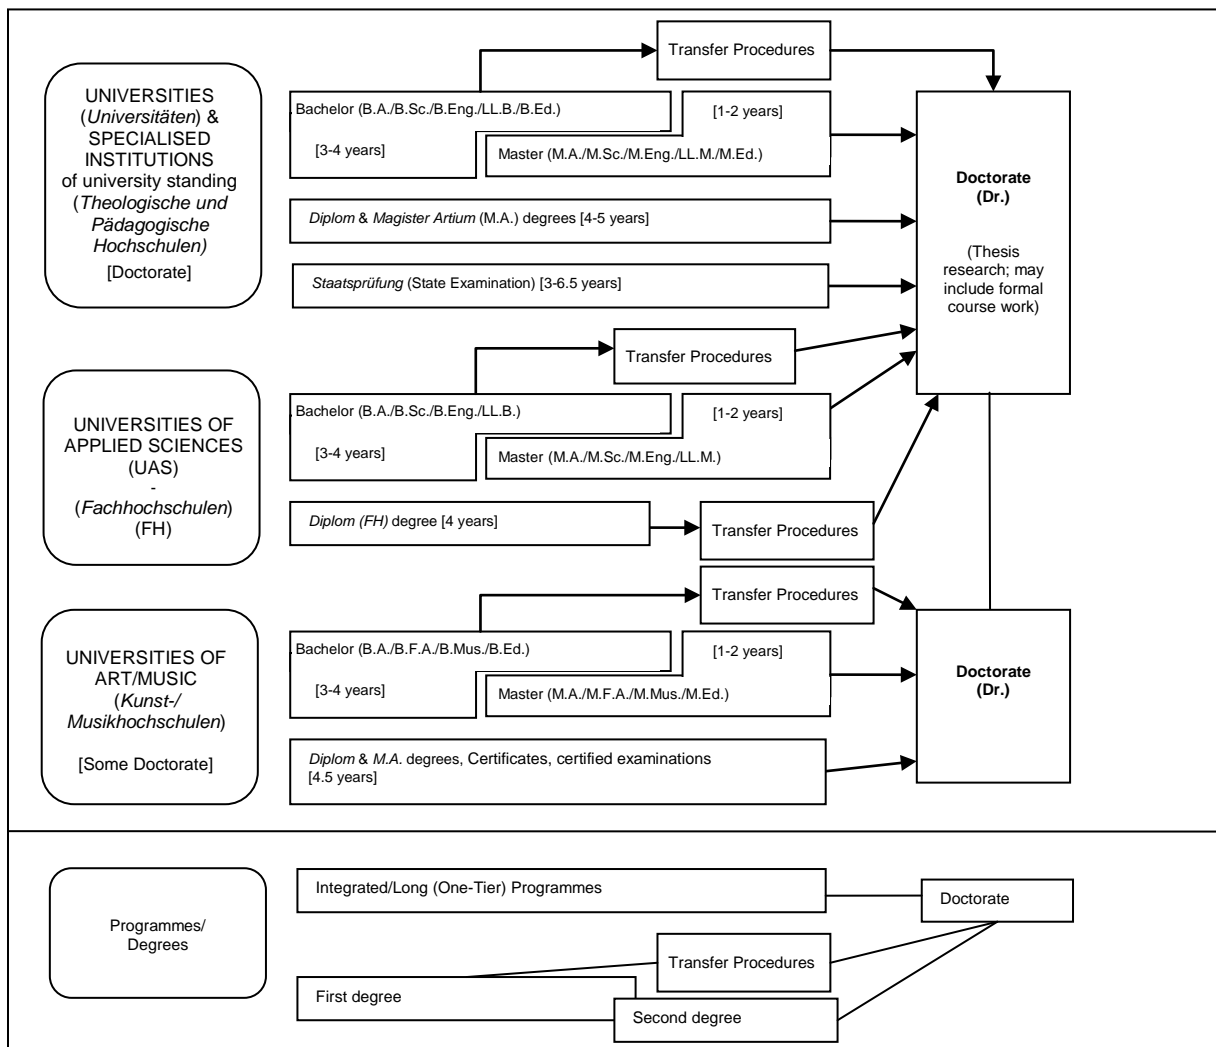 Transfer Procedures
UNIVERSITIES
(Universitäten) &
SPECIALISED
INSTITUTIONS
of university standing
(Theologische und
Pädagogische
Hochschulen)
[Doctorate]
. Bachelor (B.A./B.Sc./B.Eng./LL.B./B.Ed.)
[3-4 years]
[1-2 years]
Master (M.A./M.Sc./M.Eng./LL.M./M.Ed.)
Diplom & Magister Artium (M.A.) degrees [4-5 years]
Staatsprüfung (State Examination) [3-6.5 years]
Doctorate
(Dr.)
(Thesis
research; may
include formal
course work)
UNIVERSITIES OF
APPLIED SCIENCES
(UAS)
-
(Fachhochschulen)
(FH)
Transfer Procedures
. Bachelor (B.A./B.Sc./B.Eng./LL.B.)
[3-4 years]
[1-2 years]
Master (M.A./M.Sc./M.Eng./LL.M.)
Diplom (FH) degree [4 years]
Transfer Procedures
UNIVERSITIES OF
ART/MUSIC
(Kunst-/
Musikhochschulen)
[Some Doctorate]
Transfer Procedures
. Bachelor (B.A./B.F.A./B.Mus./B.Ed.)
[3-4 years]
[1-2 years]
Master (M.A./M.F.A./M.Mus./M.Ed.)
Diplom & M.A. degrees, Certificates, certified examinations
[4.5 years]
Doctorate
(Dr.)
Programmes/
Degrees
Integrated/Long (One-Tier) Programmes
Doctorate
Transfer Procedures
First degree
Second degree